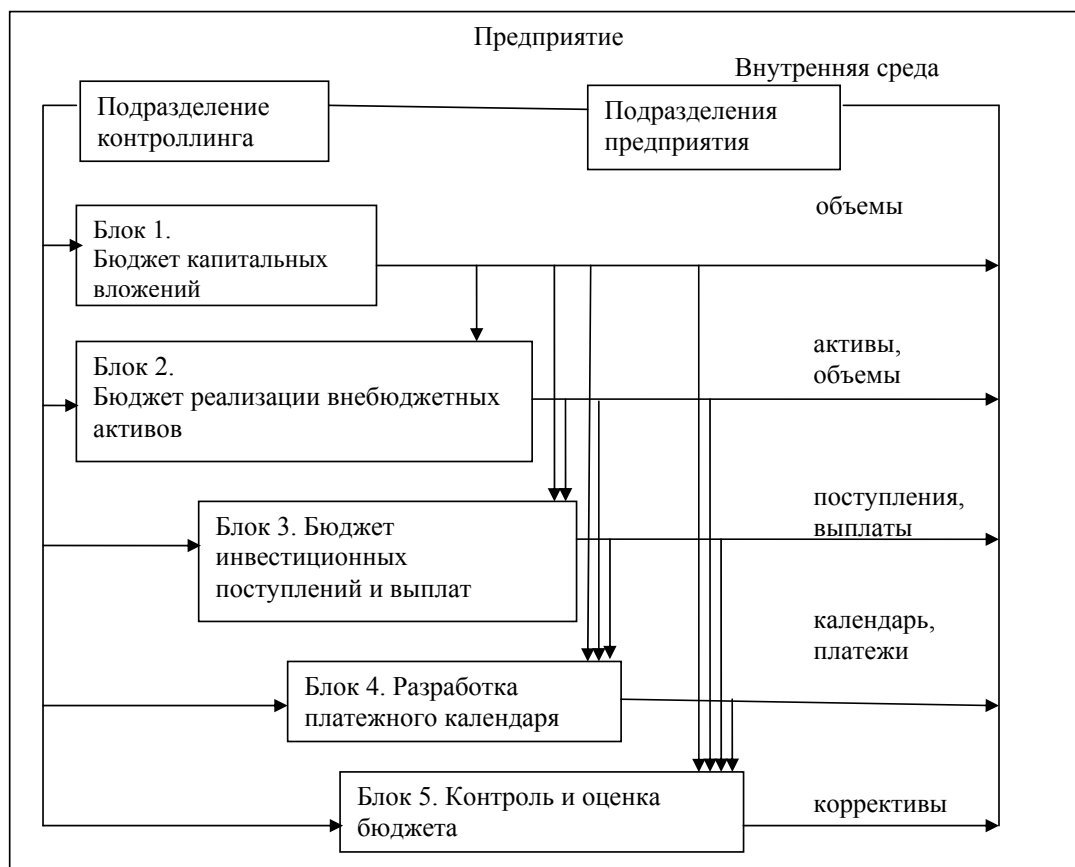 Предприятие
Внутренняя среда
Подразделение
контроллинга
Подразделения
предприятия
объемы
Блок 1.
Бюджет капитальных
вложений
активы,
объемы
Блок 2.
Бюджет реализации внебюджетных
активов
поступления,
выплаты
Блок 3. Бюджет
инвестиционных
поступлений и выплат
календарь,
платежи
Блок 4. Разработка
платежного календаря
Блок 5. Контроль и оценка
бюджета
коррективы